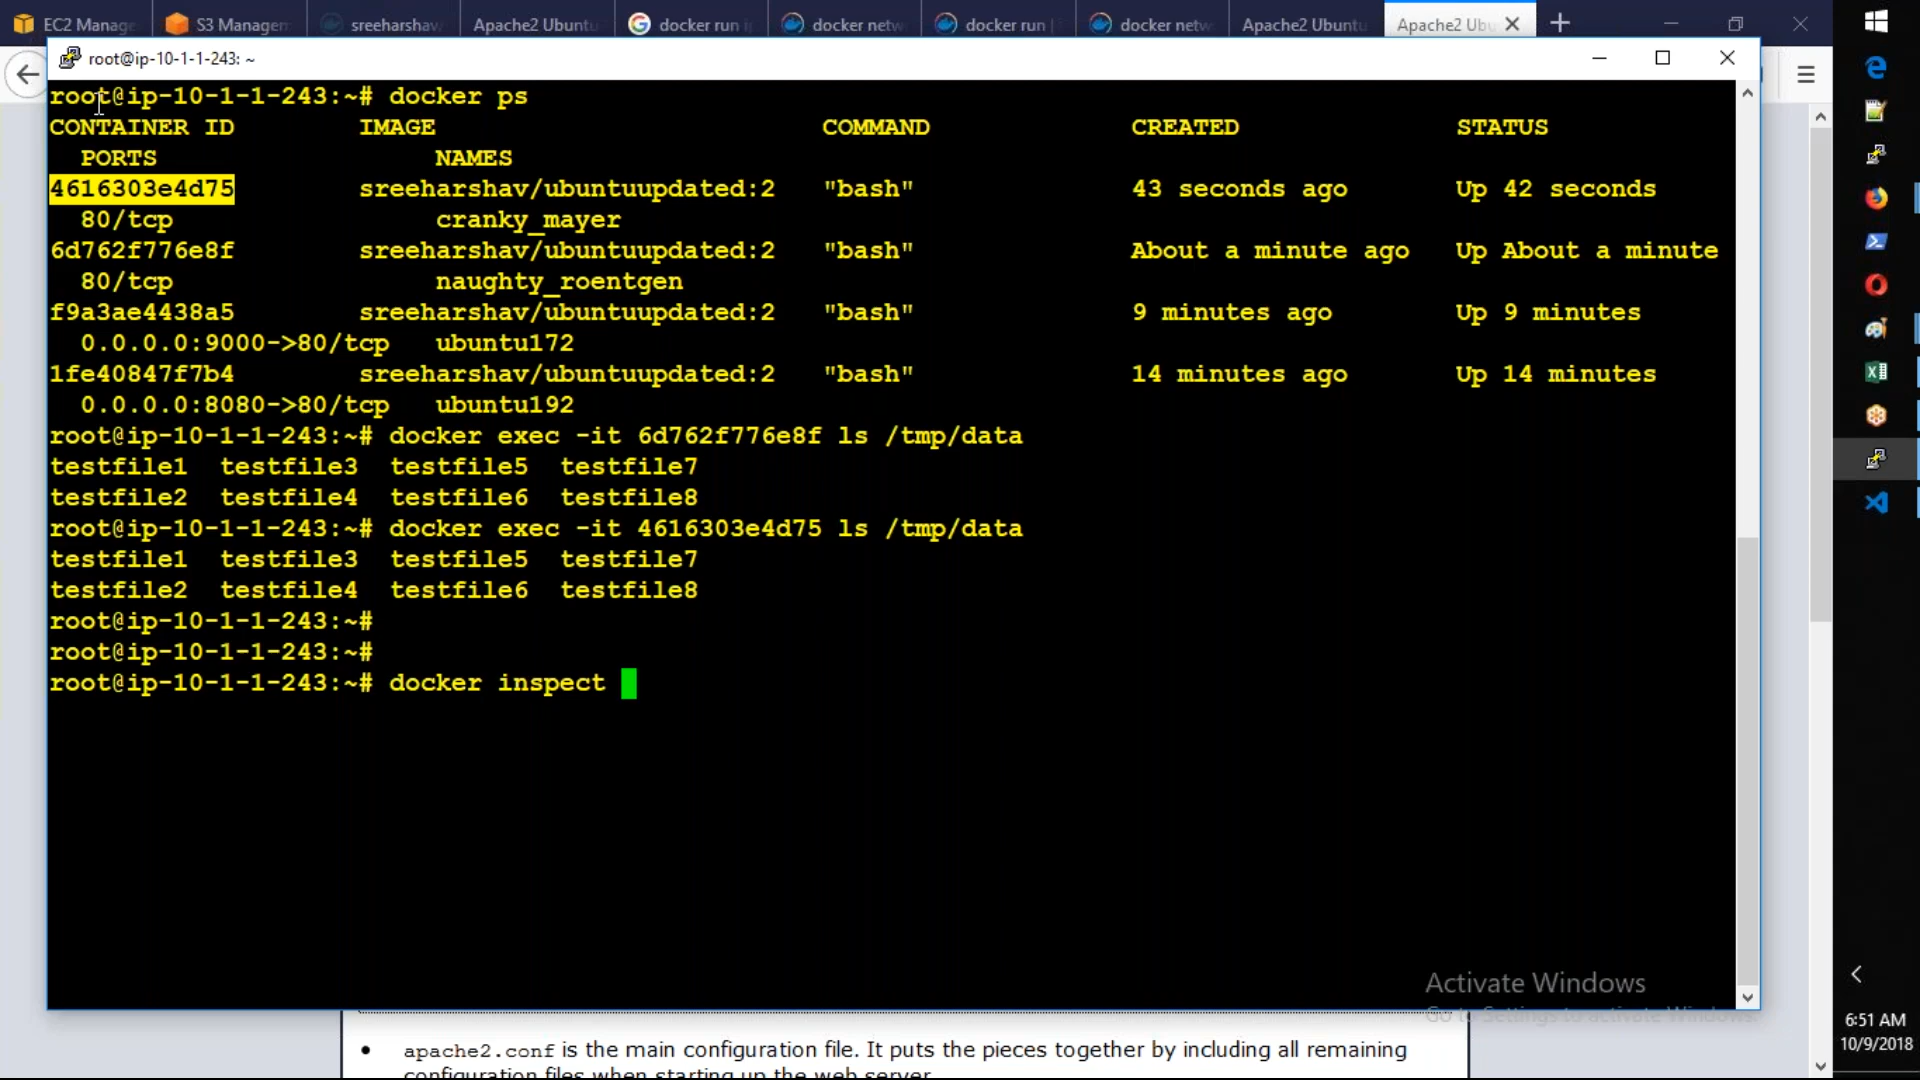 EC2 Manage
S3 Managem
sreeharshav
Apache2 Ubuntu
docker run i
docker netw
docker run |
docker netw
Apache2 Ubuntu
Apache2 Ubu
root@ip-10-1-1-243: ~
root@ip-10-1-1-243:~# docker ps
CONTAINER ID        IMAGE                         COMMAND             CREATED              STATUS
  PORTS                  NAMES
4616303e4d75        sreeharshav/ubuntuupdated:2   "bash"              43 seconds ago       Up 42 seconds
  80/tcp                 cranky_mayer
6d762f776e8f        sreeharshav/ubuntuupdated:2   "bash"              About a minute ago   Up About a minute
  80/tcp                 naughty_roentgen
f9a3ae4438a5        sreeharshav/ubuntuupdated:2   "bash"              9 minutes ago        Up 9 minutes
  0.0.0.0:9000->80/tcp   ubuntu172
1fe40847f7b4        sreeharshav/ubuntuupdated:2   "bash"              14 minutes ago       Up 14 minutes
  0.0.0.0:8080->80/tcp   ubuntu192
root@ip-10-1-1-243:~# docker exec -it 6d762f776e8f ls /tmp/data
testfile1  testfile3  testfile5  testfile7
testfile2  testfile4  testfile6  testfile8
root@ip-10-1-1-243:~# docker exec -it 4616303e4d75 ls /tmp/data
testfile1  testfile3  testfile5  testfile7
testfile2  testfile4  testfile6  testfile8
root@ip-10-1-1-243:~#
root@ip-10-1-1-243:~#
root@ip-10-1-1-243:~# docker inspect
Activate Windows
Go to Settings to activate Windows.
apache2.conf is the main configuration file. It puts the pieces together by including all remaining
configuration files when starting up the web server.
6:51 AM
10/9/2018